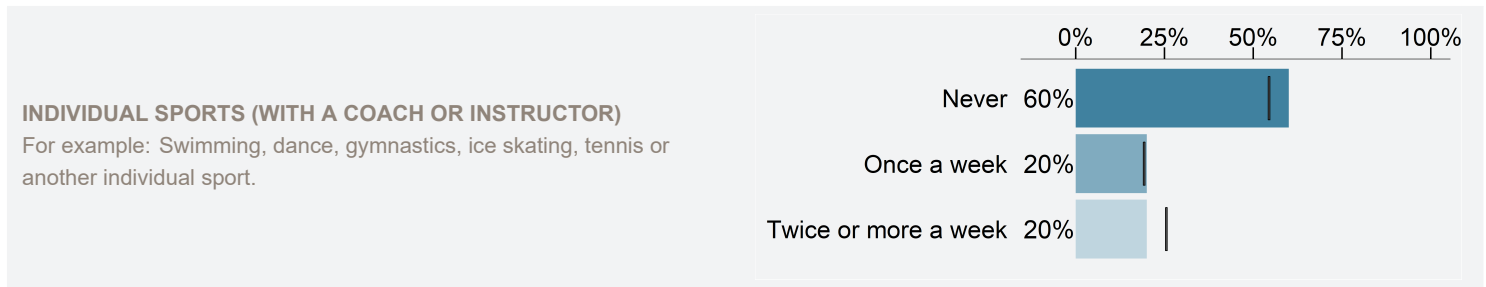 INDIVIDUAL SPORTS (WITH A COACH OR INSTRUCTOR)
For example: Swimming, dance, gymnastics, ice skating, tennis or
another individual sport.
0% 25% 50% 75% 100%
Never 60%
Once a week 20%
Twice or more a week 20%